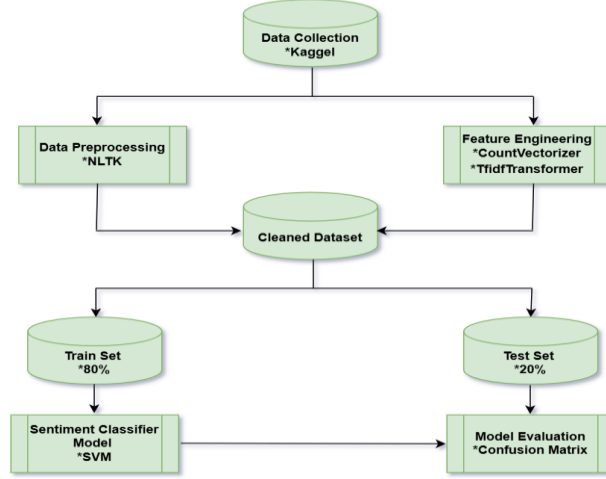 Data Collection
*Kaggel
Data Preprocessing
*NLTK
Feature Engineering
*CountVectorizer
*TfidfTransformer
Cleaned Dataset
Train Set
*80%
Test Set
*20%
Sentiment Classifier
Model
*SVM
Model Evaluation
*Confusion Matrix